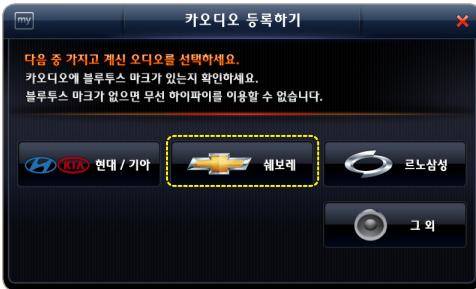 my
카오디오 등록하기
다음 중 가지고 계신 오디오를 선택하세요.
카오디오에 블루투스 마크가 있는지 확인하세요.
블루투스 마크가 없으면 무선 하이파이를 이용할 수 없습니다.
KIA 현대 / 기아
쉐보레
르노삼성
그 외